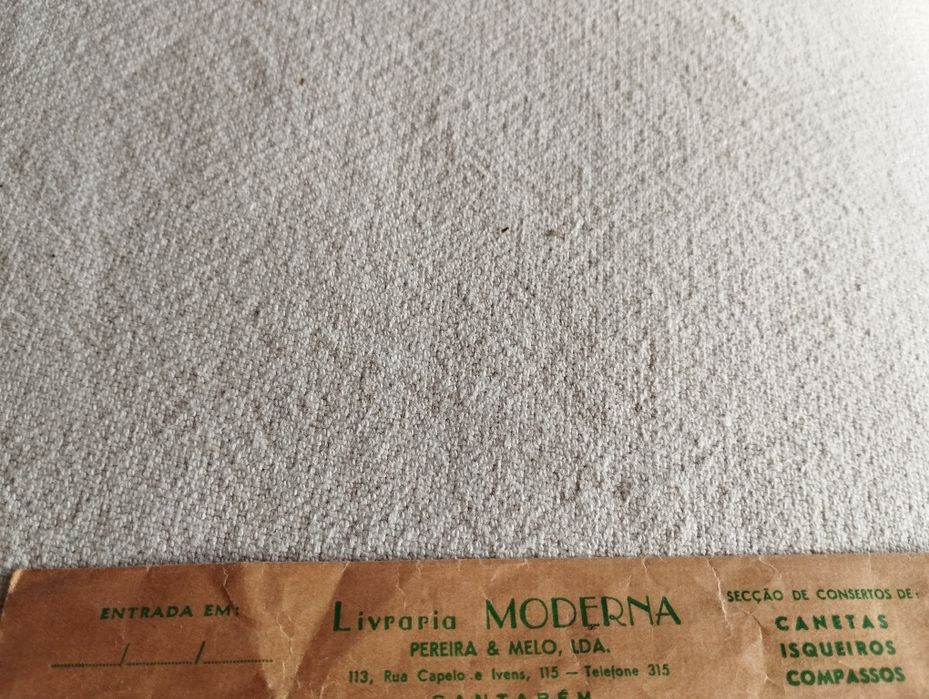 ENTRADA EM:
Livraria MODERNA
PEREIRA & MELO, LDA.
113, Rua Capelo e Ivens, 115 — Telefone 315
SANTARÉM
SECÇÃO DE CONSERTOS DE:
CANETAS
ISQUEIROS
COMPASSOS